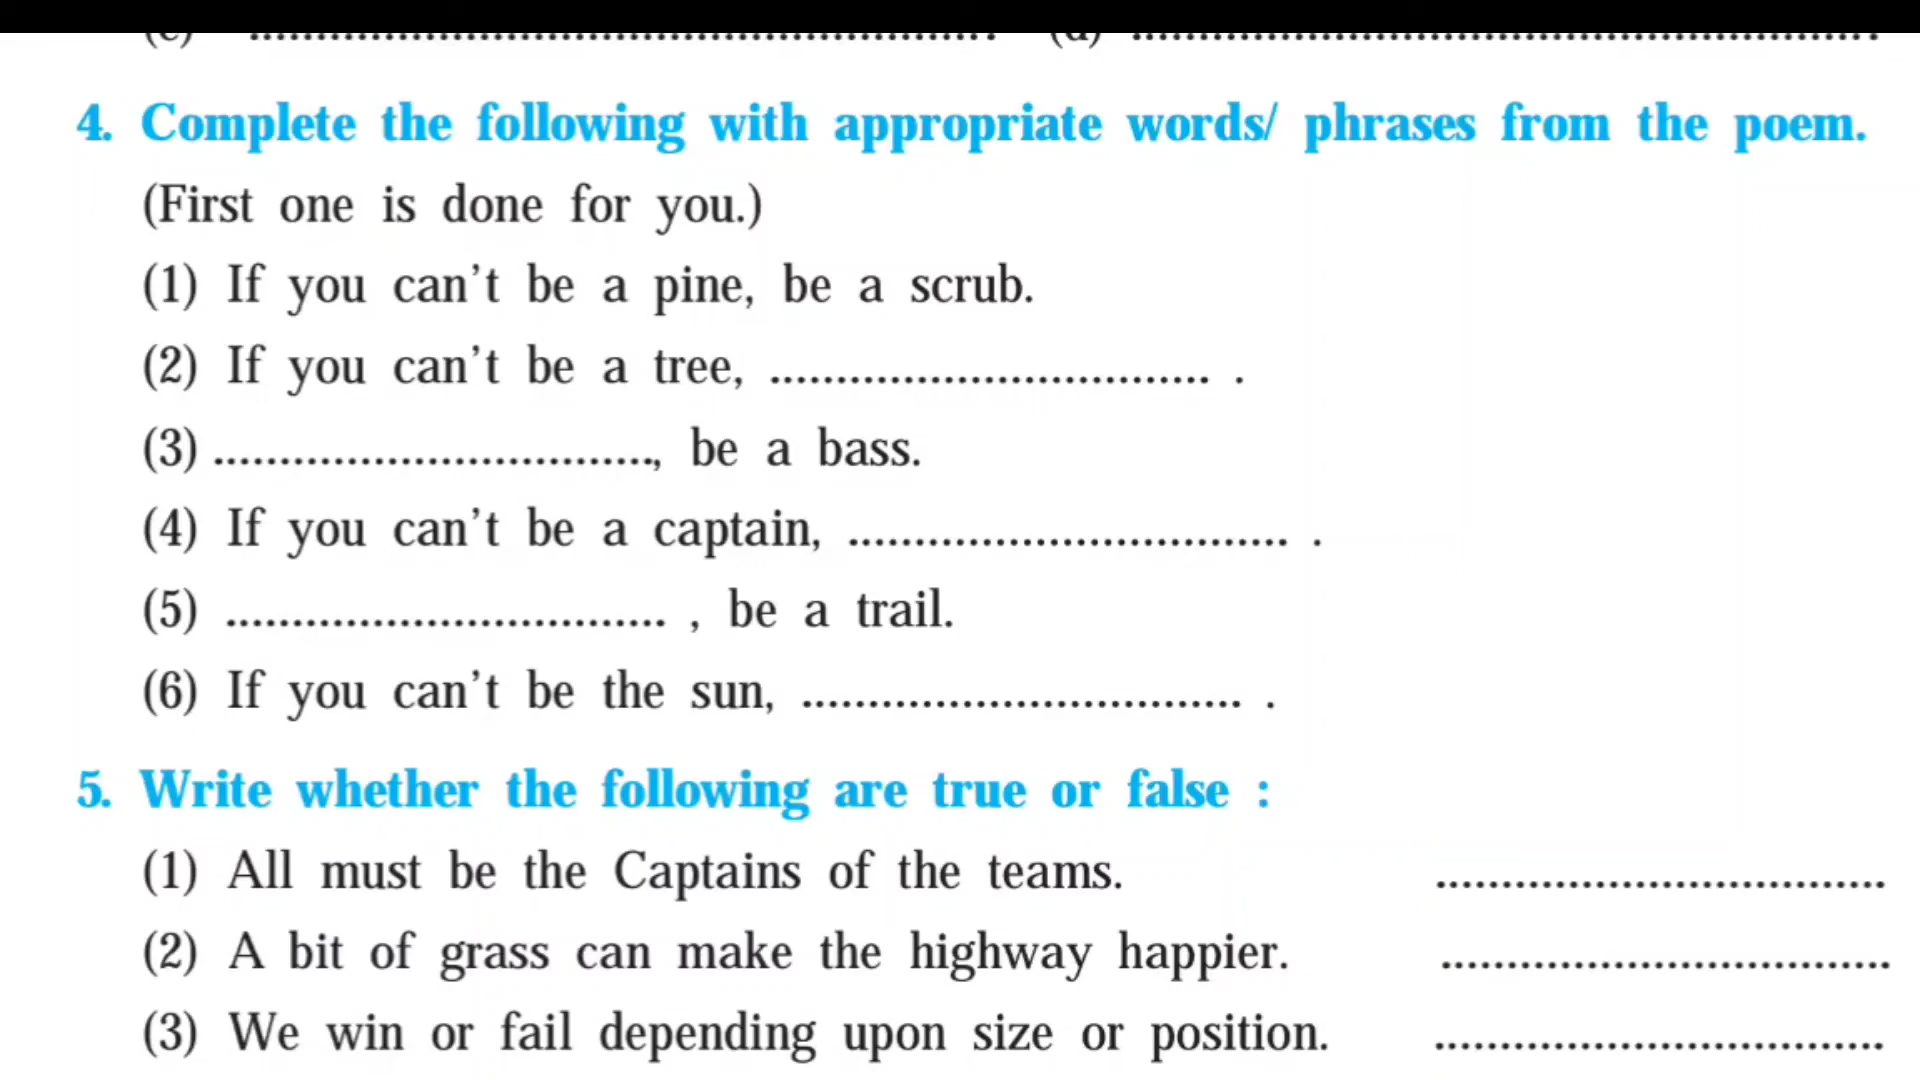 (c) .................................................... . (d) .................................................... .
4. Complete the following with appropriate words/ phrases from the poem.
(First one is done for you.)
(1) If you can't be a pine, be a scrub.
(2) If you can't be a tree, ................................. .
(3) ................................., be a bass.
(4) If you can't be a captain, ................................. .
(5) ................................. , be a trail.
(6) If you can't be the sun, ................................. .
5. Write whether the following are true or false :
(1) All must be the Captains of the teams. ..................................
(2) A bit of grass can make the highway happier. ..................................
(3) We win or fail depending upon size or position. ..................................